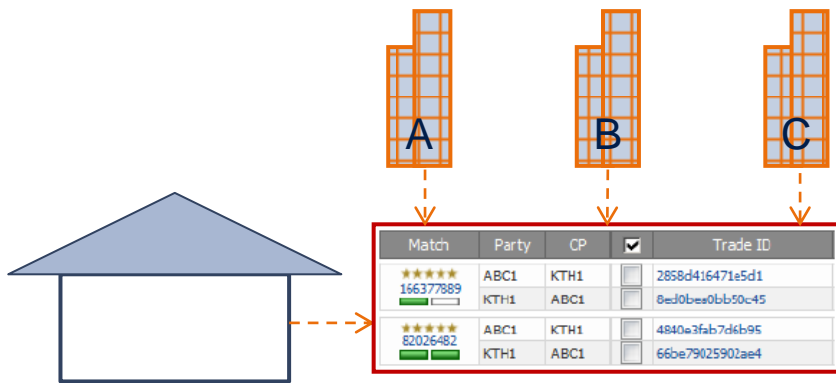 A B C
Match Party CP Trade ID
ABC1 KTH1 2858d416471e5d1
166377889
KTH1 ABC1 8ed0bea0bb50c45
ABC1 KTH1 4840e3fab7d6b95
82026482
KTH1 ABC1 66be79025902ae4